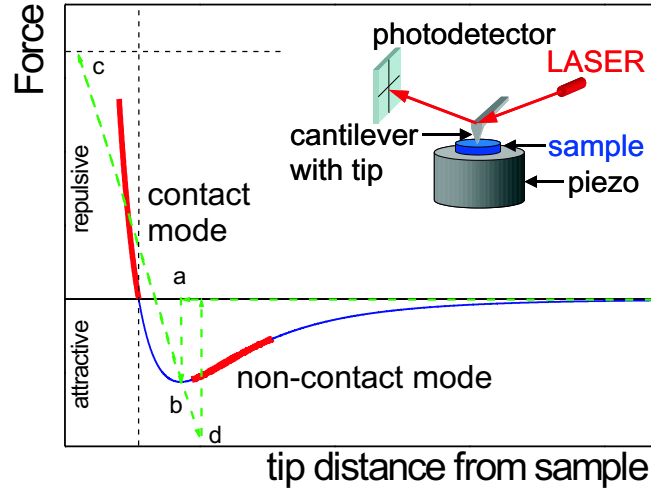 Force
repulsive
attractive
c
photodetector
LASER
cantilever
with tip
sample
piezo
contact
mode
a
b
d
non-contact mode
tip distance from sample